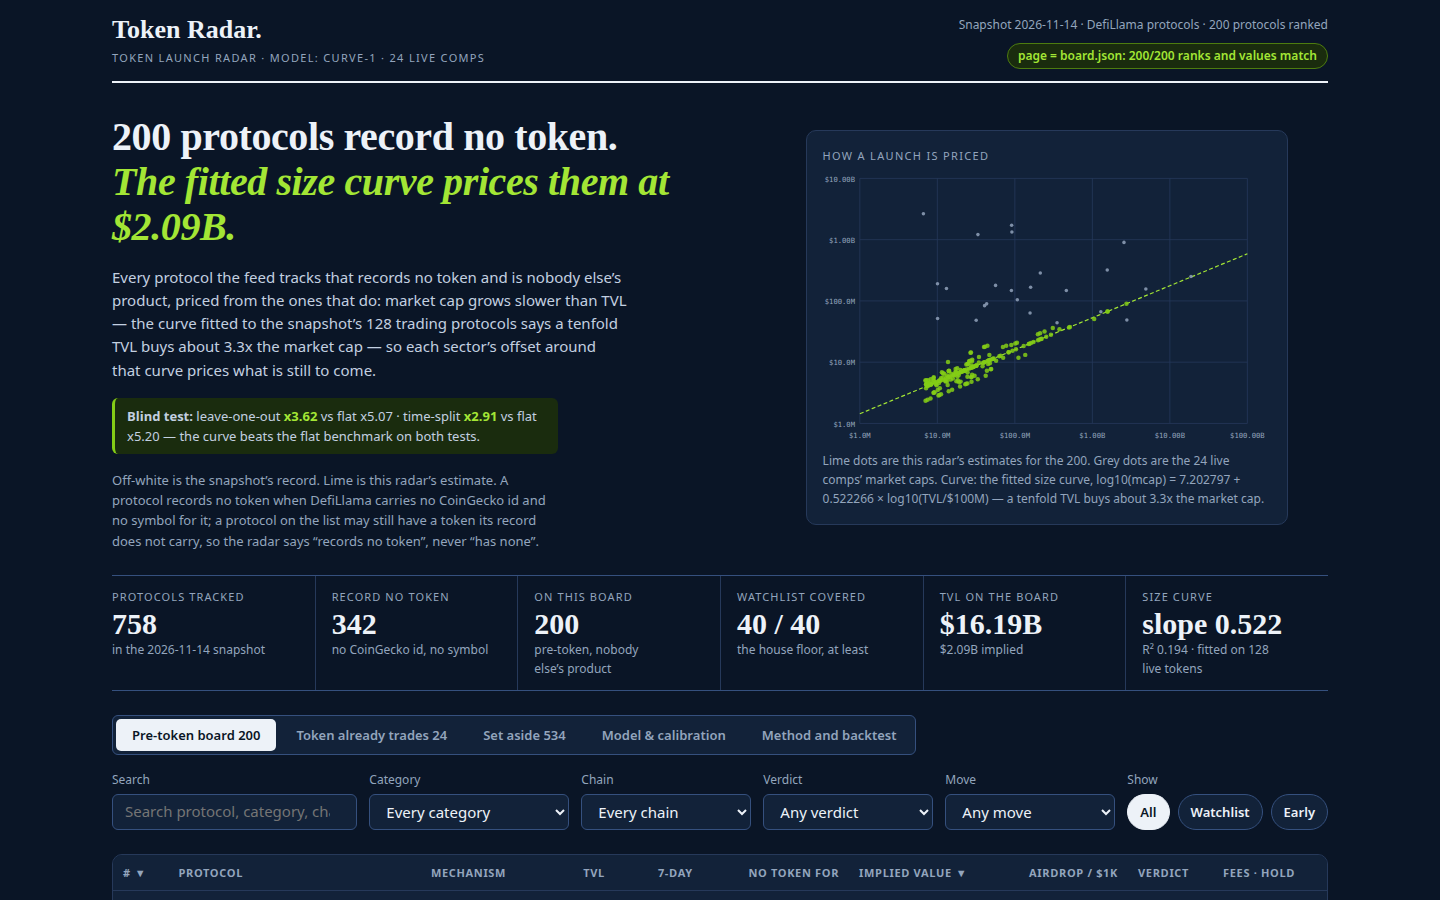 Token Radar.
TOKEN LAUNCH RADAR · MODEL: CURVE-1 · 24 LIVE COMPS
Snapshot 2026-11-14 · DefiLlama protocols · 200 protocols ranked
page = board.json: 200/200 ranks and values match
200 protocols record no token.
The fitted size curve prices them at
$2.09B.
Every protocol the feed tracks that records no token and is nobody else’s
product, priced from the ones that do: market cap grows slower than TVL
— the curve fitted to the snapshot’s 128 trading protocols says a tenfold
TVL buys about 3.3x the market cap — so each sector’s offset around
that curve prices what is still to come.
Blind test: leave-one-out x3.62 vs flat x5.07 · time-split x2.91 vs flat
x5.20 — the curve beats the flat benchmark on both tests.
Off-white is the snapshot’s record. Lime is this radar’s estimate. A
protocol records no token when DefiLlama carries no CoinGecko id and
no symbol for it; a protocol on the list may still have a token its record
does not carry, so the radar says “records no token”, never “has none”.
HOW A LAUNCH IS PRICED
$10.00B
$1.00B
$100.0M
$10.0M
$1.0M
$1.0M $10.0M $100.0M $1.00B $10.00B $100.00B
Lime dots are this radar’s estimates for the 200. Grey dots are the 24 live
comps’ market caps. Curve: the fitted size curve, log10(mcap) = 7.202797 +
0.522266 × log10(TVL/$100M) — a tenfold TVL buys about 3.3x the market cap.
PROTOCOLS TRACKED
758
in the 2026-11-14 snapshot
RECORD NO TOKEN
342
no CoinGecko id, no symbol
ON THIS BOARD
200
pre-token, nobody
else’s product
WATCHLIST COVERED
40 / 40
the house floor, at least
TVL ON THE BOARD
$16.19B
$2.09B implied
SIZE CURVE
slope 0.522
R² 0.194 · fitted on 128
live tokens
Pre-token board 200 Token already trades 24 Set aside 534 Model & calibration Method and backtest
Search Category Chain Verdict Move Show
Search protocol, category, cha Every category Every chain Any verdict Any move All Watchlist Early
# ▼ PROTOCOL MECHANISM TVL 7-DAY NO TOKEN FOR IMPLIED VALUE ▼ AIRDROP / $1K VERDICT FEES · HOLD